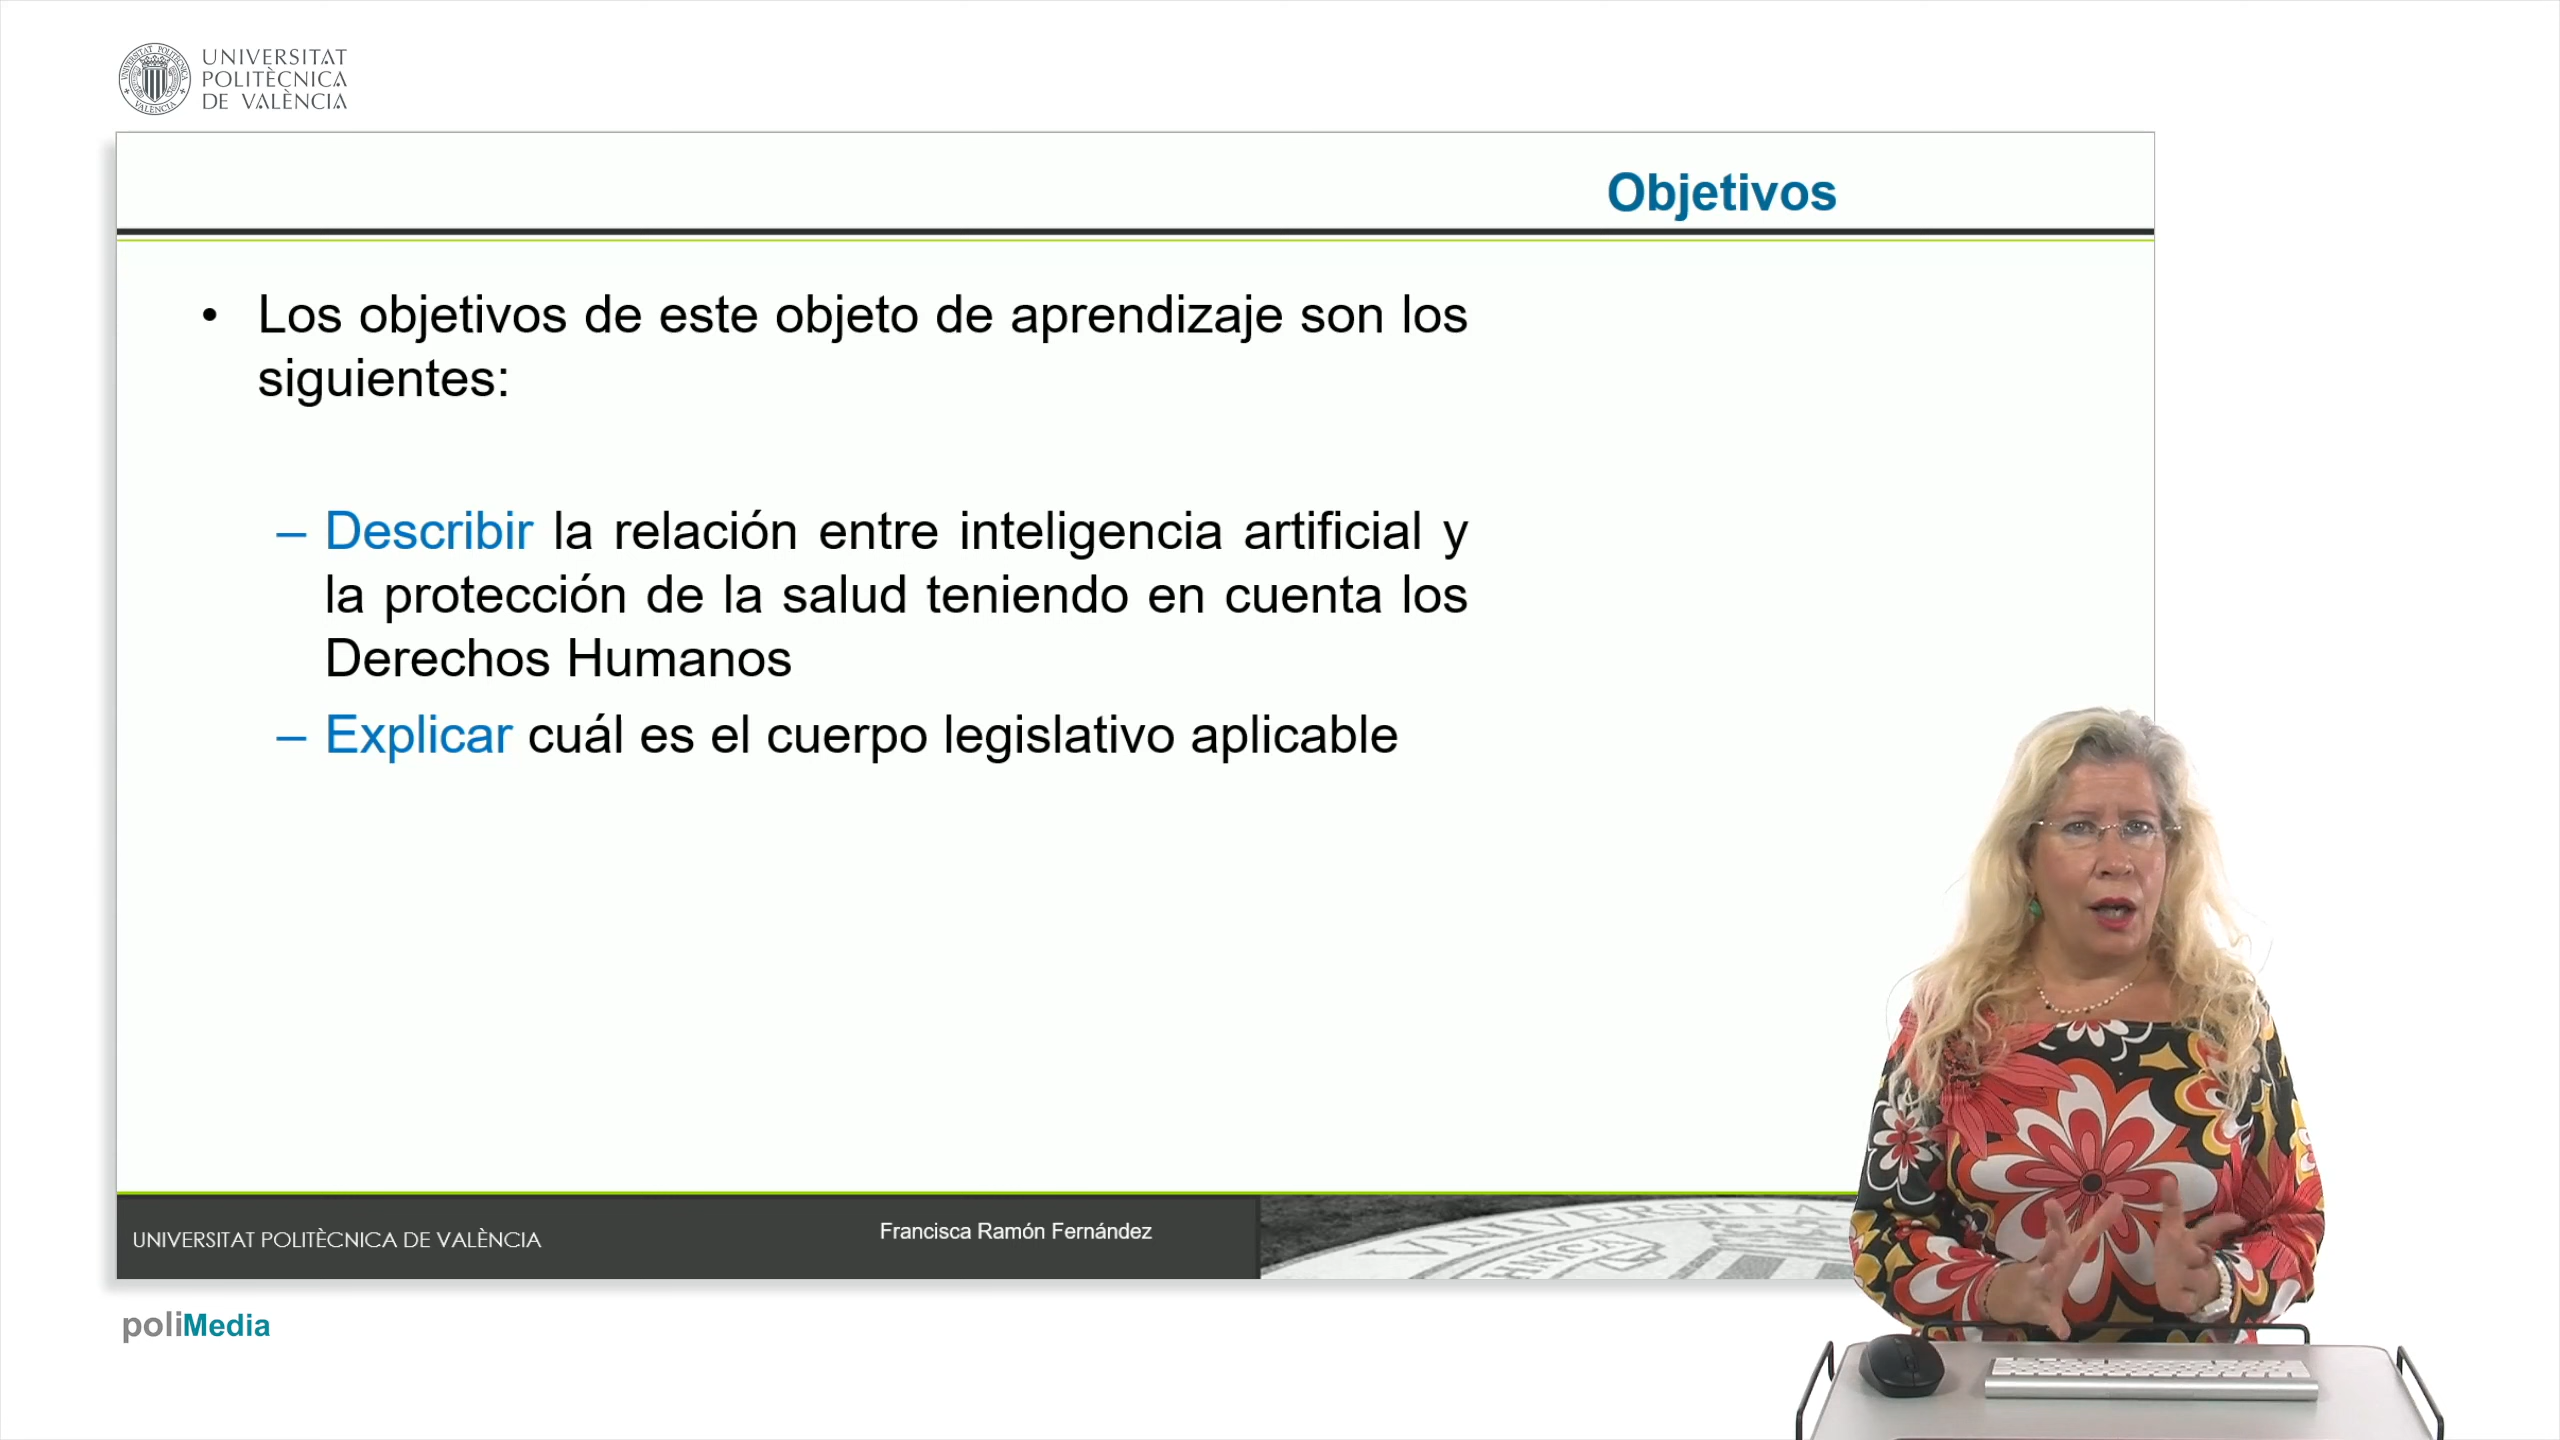 UNIVERSITAT
POLITÈCNICA
DE VALÈNCIA
Objetivos
• Los objetivos de este objeto de aprendizaje son los
siguientes:
– Describir la relación entre inteligencia artificial y
la protección de la salud teniendo en cuenta los
Derechos Humanos
– Explicar cuál es el cuerpo legislativo aplicable
UNIVERSITAT POLITÈCNICA DE VALÈNCIA
Francisca Ramón Fernández
poliMedia